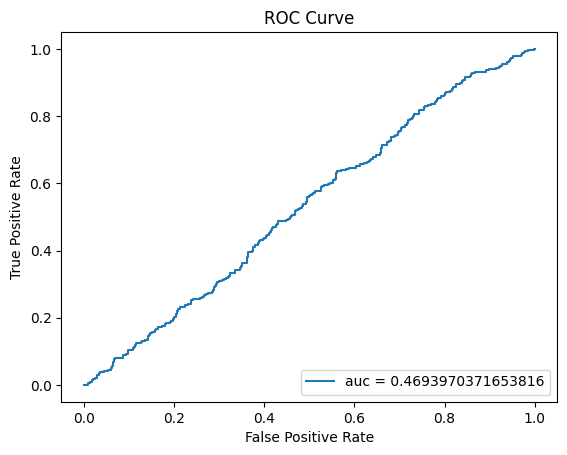 ROC Curve
1.0
0.8
0.6
0.4
0.2
0.0
True Positive Rate
auc = 0.4693970371653816
0.0 0.2 0.4 0.6 0.8 1.0
False Positive Rate